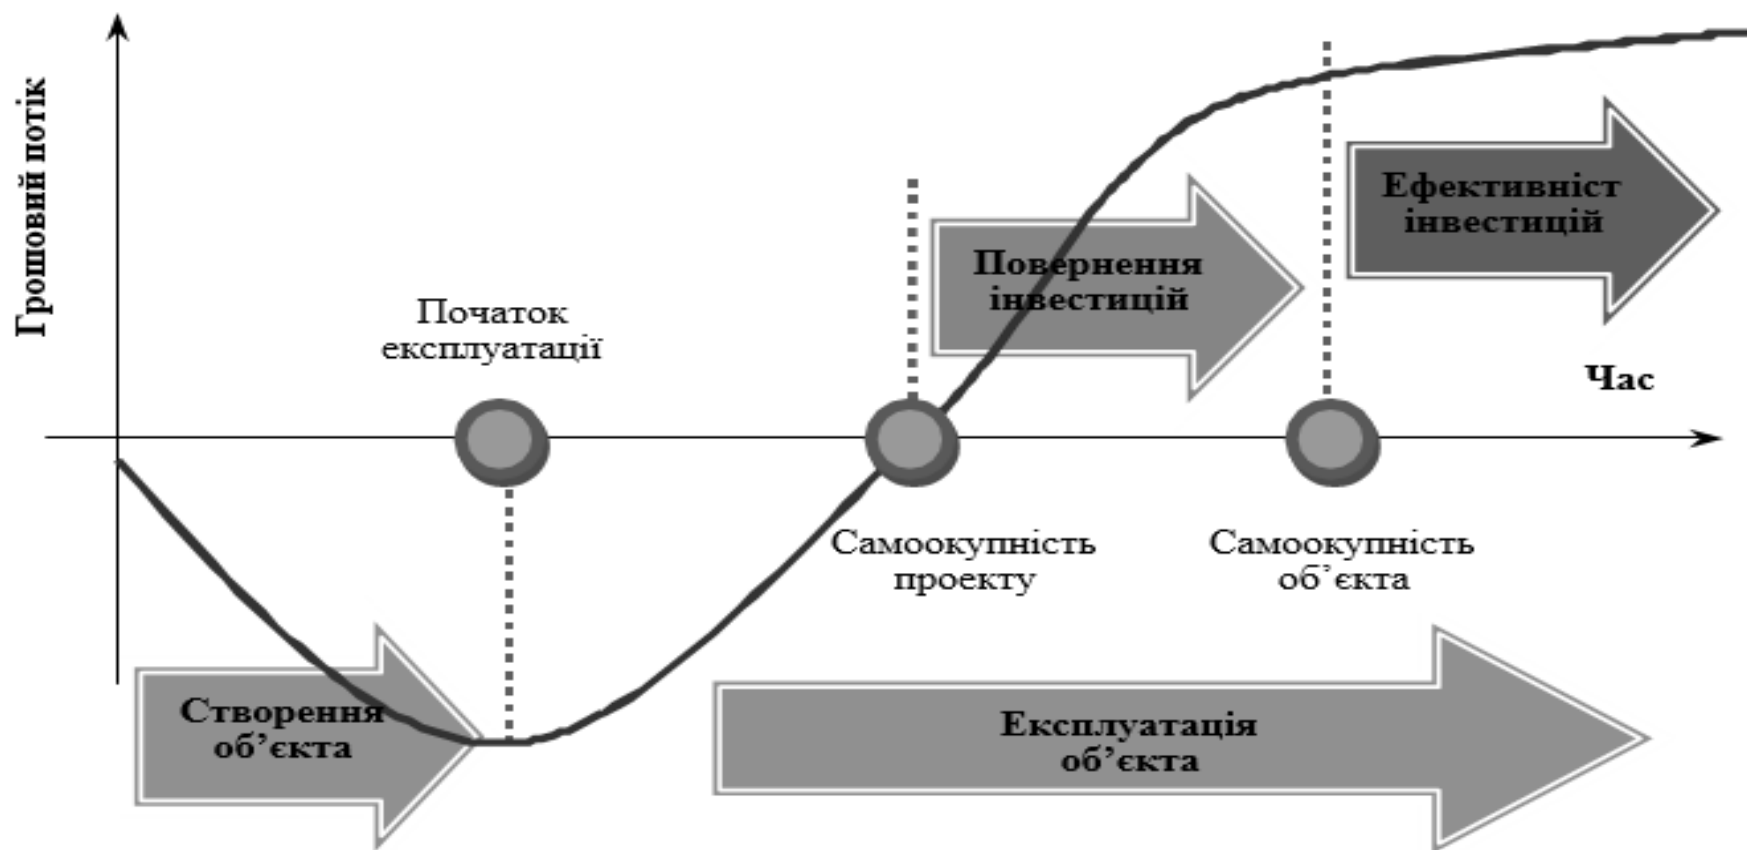 Грошовий потік
Ефективніст
інвестицій
Повернення
інвестицій
Початок
експлуатації
Час
Самоокупність
проекту
Самоокупність
об’єкта
Створення
об’єкта
Експлуатація
об’єкта